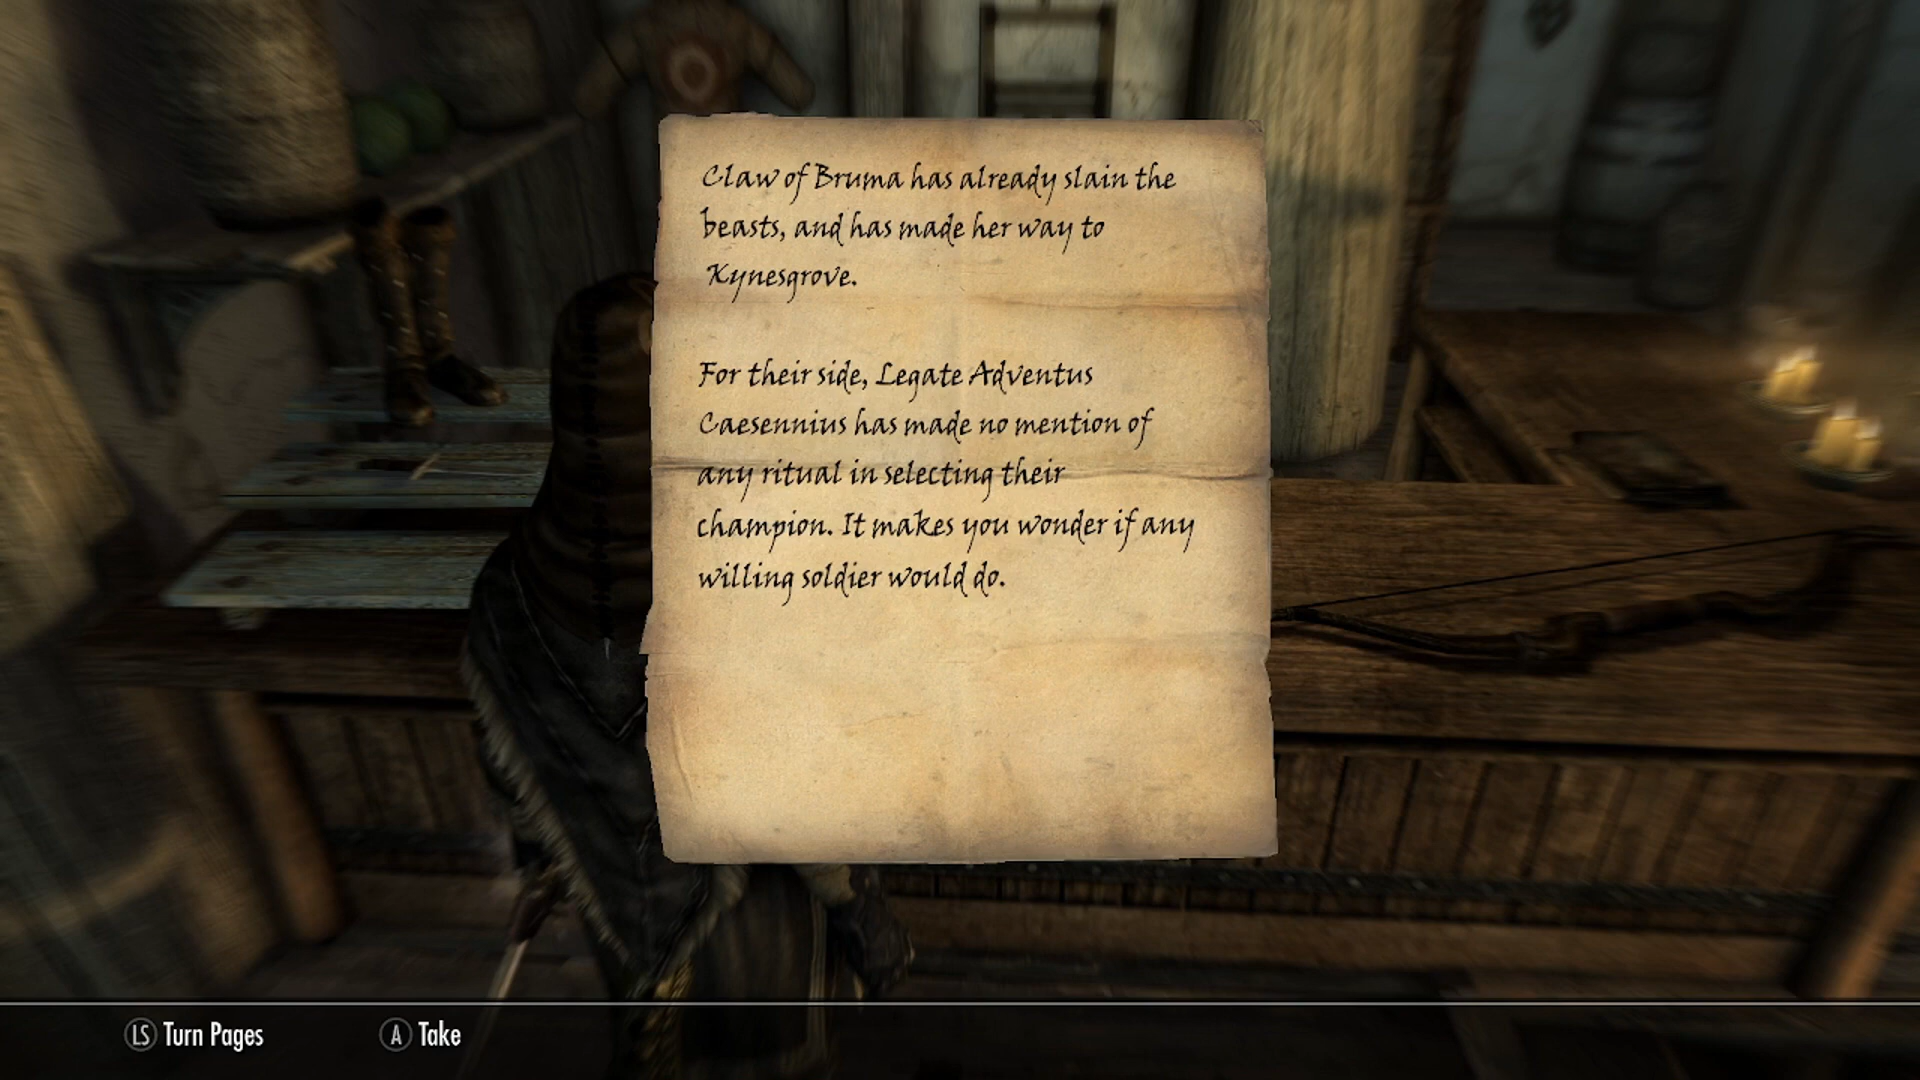 Claw of Bruma has already slain the
beasts, and has made her way to
Kynesgrove.
For their side, Legate Adventus
Caesennius has made no mention of
any ritual in selecting their
champion. It makes you wonder if any
willing soldier would do.
LS Turn Pages
A Take